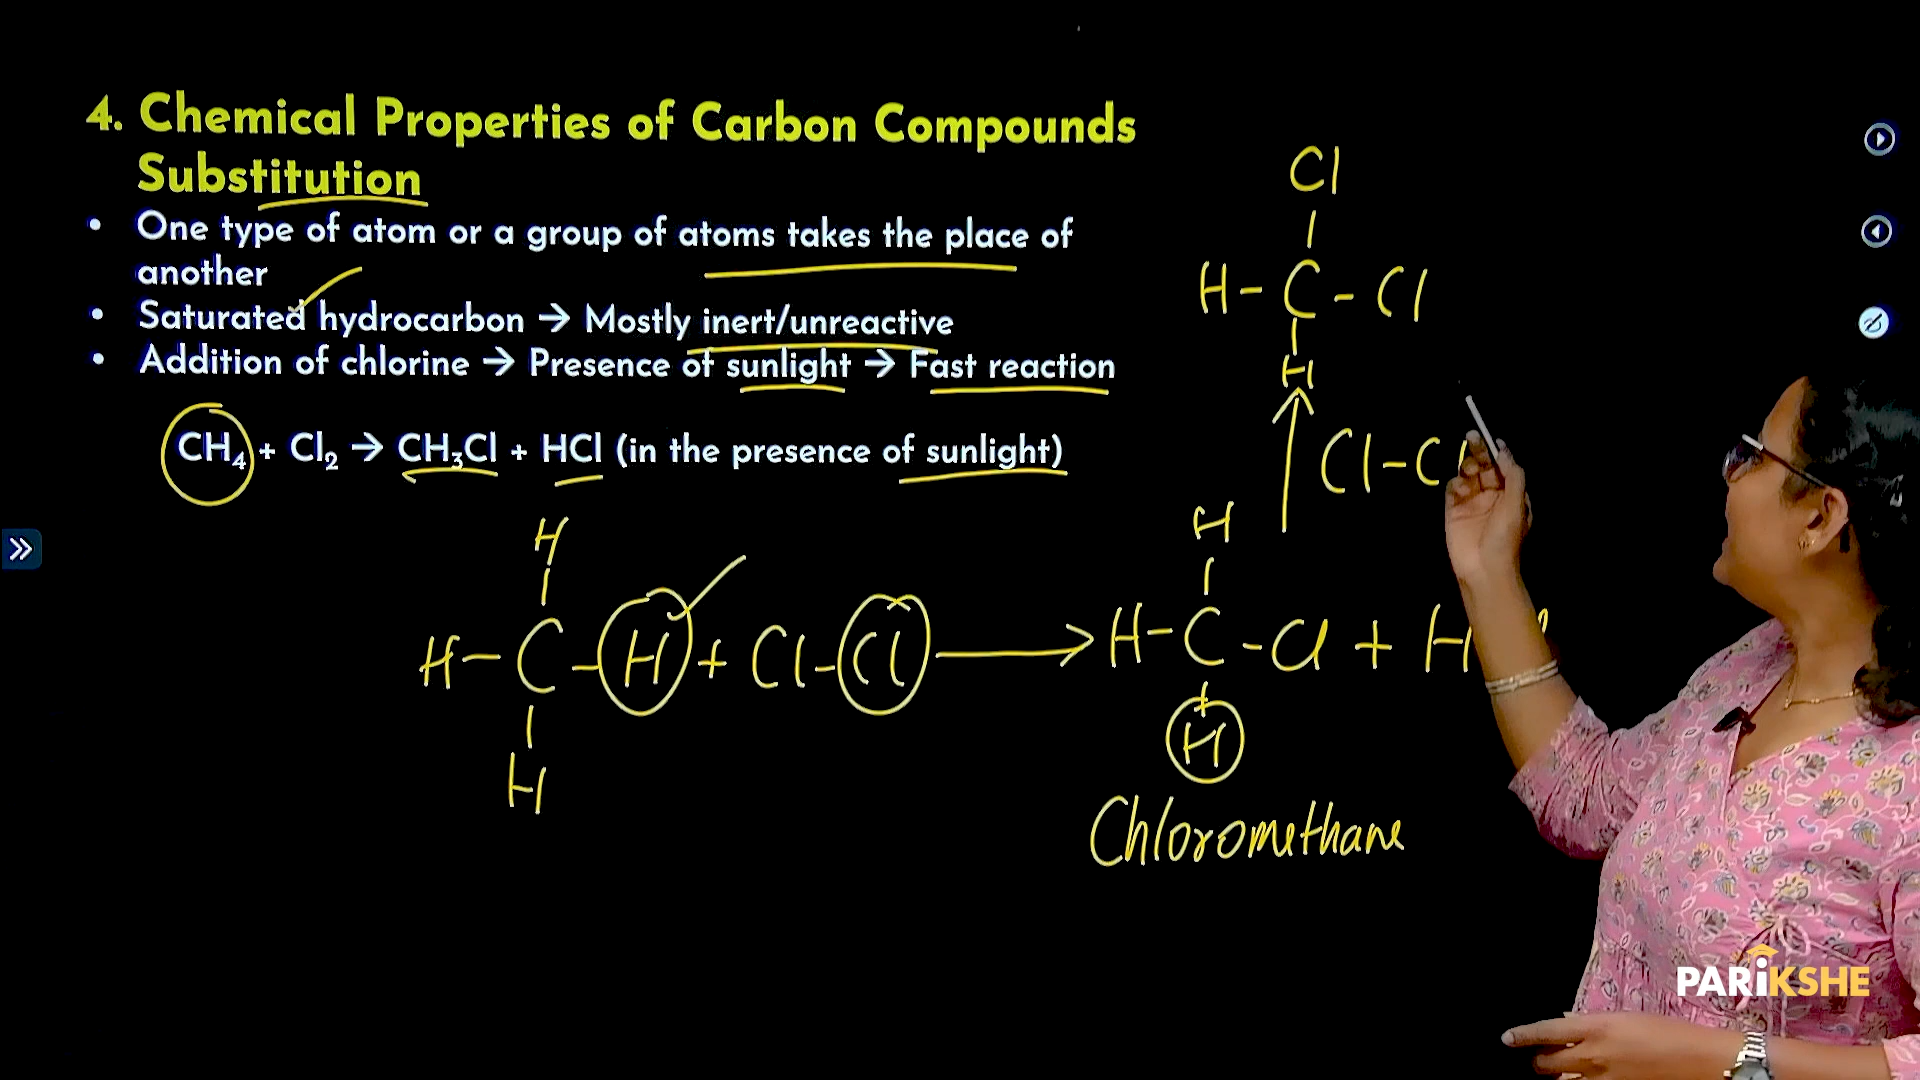 4. Chemical Properties of Carbon Compounds
Substitution
• One type of atom or a group of atoms takes the place of
another
• Saturated hydrocarbon → Mostly inert/unreactive
• Addition of chlorine → Presence of sunlight → Fast reaction
CH₄ + Cl₂ → CH₃Cl + HCl (in the presence of sunlight)
Cl
H - C - Cl
H
Cl - Cl
H
H
H - C - H + Cl - Cl → H - C - Cl + H
H
H
Chloromethane
PARiKSHE